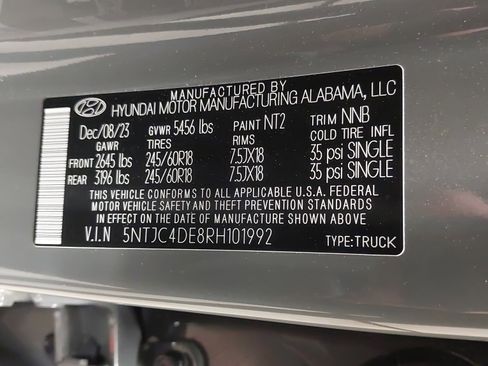 MANUFACTURED BY
HYUNDAI MOTOR MANUFACTURING ALABAMA, LLC
Dec/08/23 GVWR 5456 lbs PAINT NT2 TRIM NNB
GAWR TIRES RIMS COLD TIRE INFL
FRONT 2645 lbs 245/60R18 7.5JX18 35 psi SINGLE
REAR 3196 lbs 245/60R18 7.5JX18 35 psi SINGLE
THIS VEHICLE CONFORMS TO ALL APPLICABLE U.S.A FEDERAL
MOTOR VEHICLE SAFETY AND THEFT PREVENTION STANDARDS
IN EFFECT ON THE DATE OF MANUFACTURE SHOWN ABOVE
V.I.N 5NTJC4DE8RH101992 TYPE:TRUCK